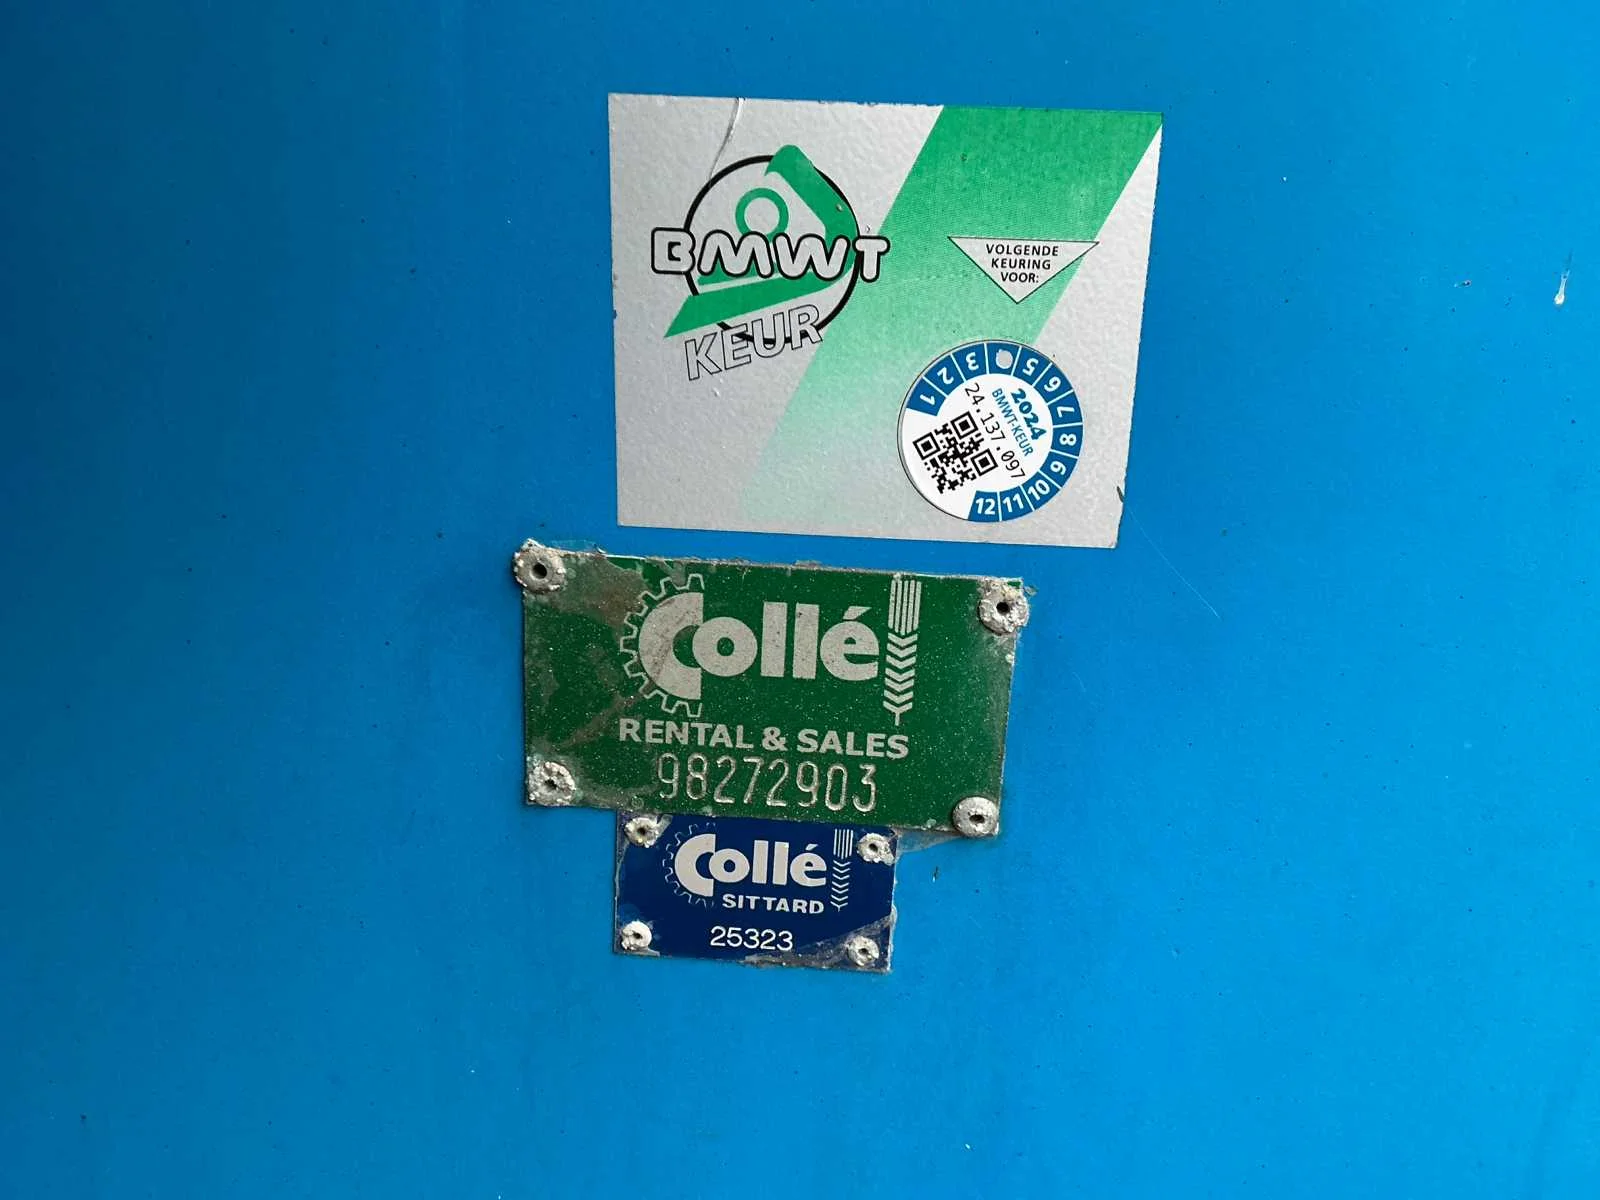 BMWT
KEUR
VOLGENDE
KEURING
VOOR:
1 2 3 5 6 7 8 9 10 11 12
2024
BMWT-KEUR
24.137.097
Collé
RENTAL & SALES
98272903
Collé
SITTARD
25323